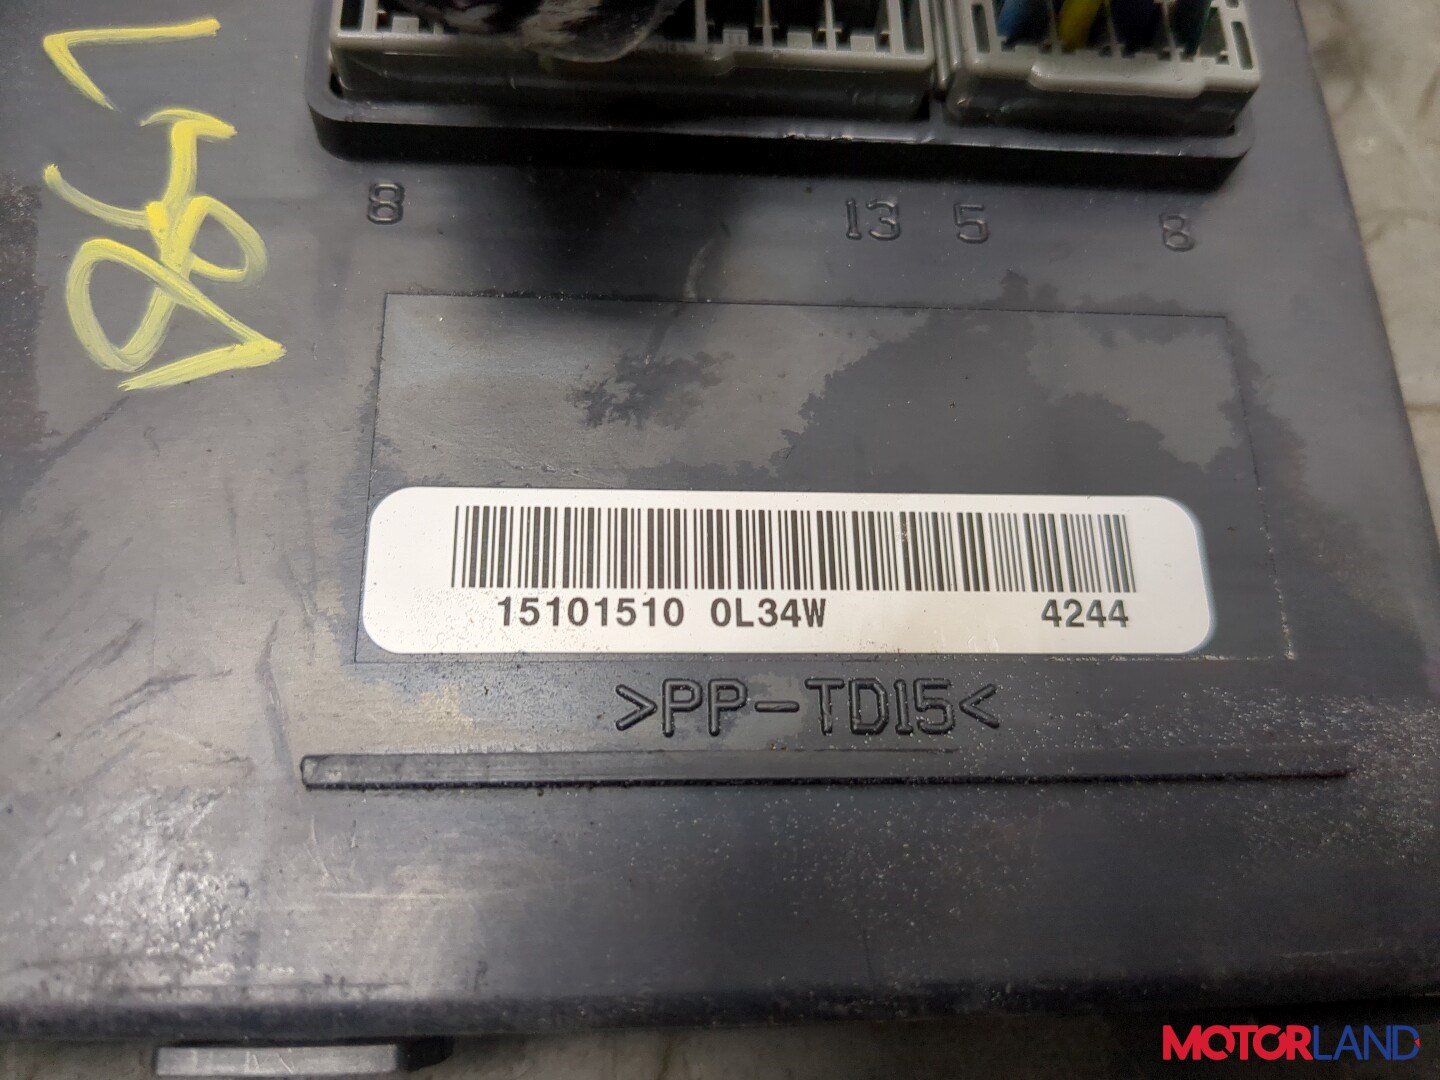 8 13 5 8
15101510 0L34W 4244
>PP-TD15<
MOTORLAND